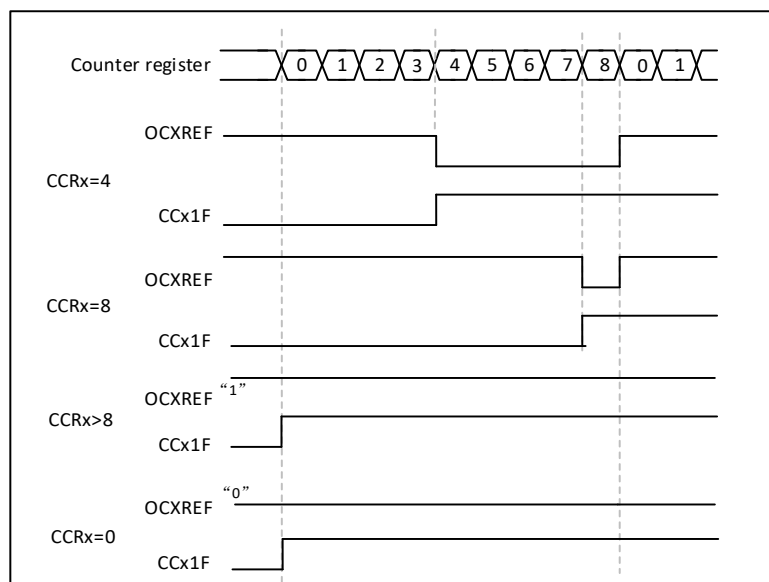 Counter register 0 1 2 3 4 5 6 7 8 0 1
OCXREF
CCRx=4
CCx1F
OCXREF
CCRx=8
CCx1F
OCXREF “1”
CCRx>8
CCx1F
OCXREF “0”
CCRx=0
CCx1F